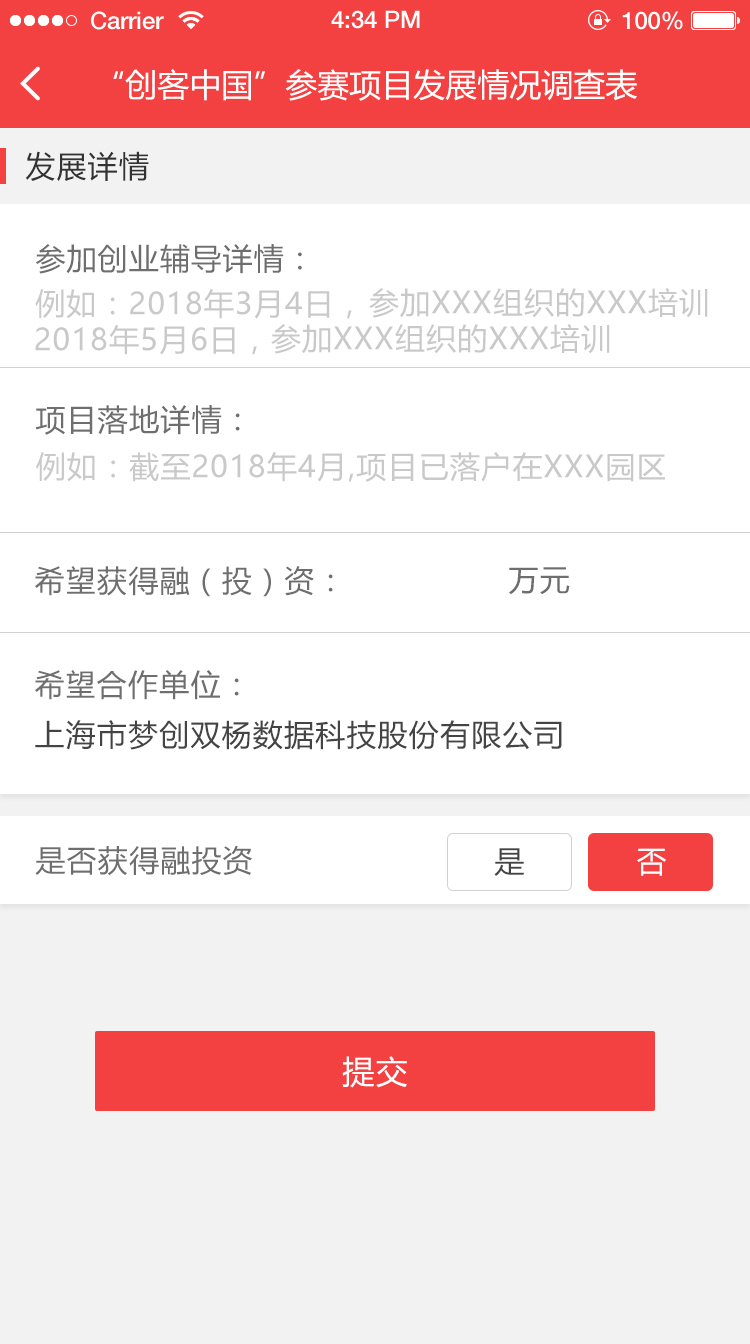 Carrier 4:34 PM 100%
“创客中国”参赛项目发展情况调查表
发展详情
参加创业辅导详情：
例如：2018年3月4日，参加XXX组织的XXX培训
2018年5月6日，参加XXX组织的XXX培训
项目落地详情：
例如：截至2018年4月,项目已落户在XXX园区
希望获得融（投）资： 万元
希望合作单位：
上海市梦创双杨数据科技股份有限公司
是否获得融投资 是 否
提交